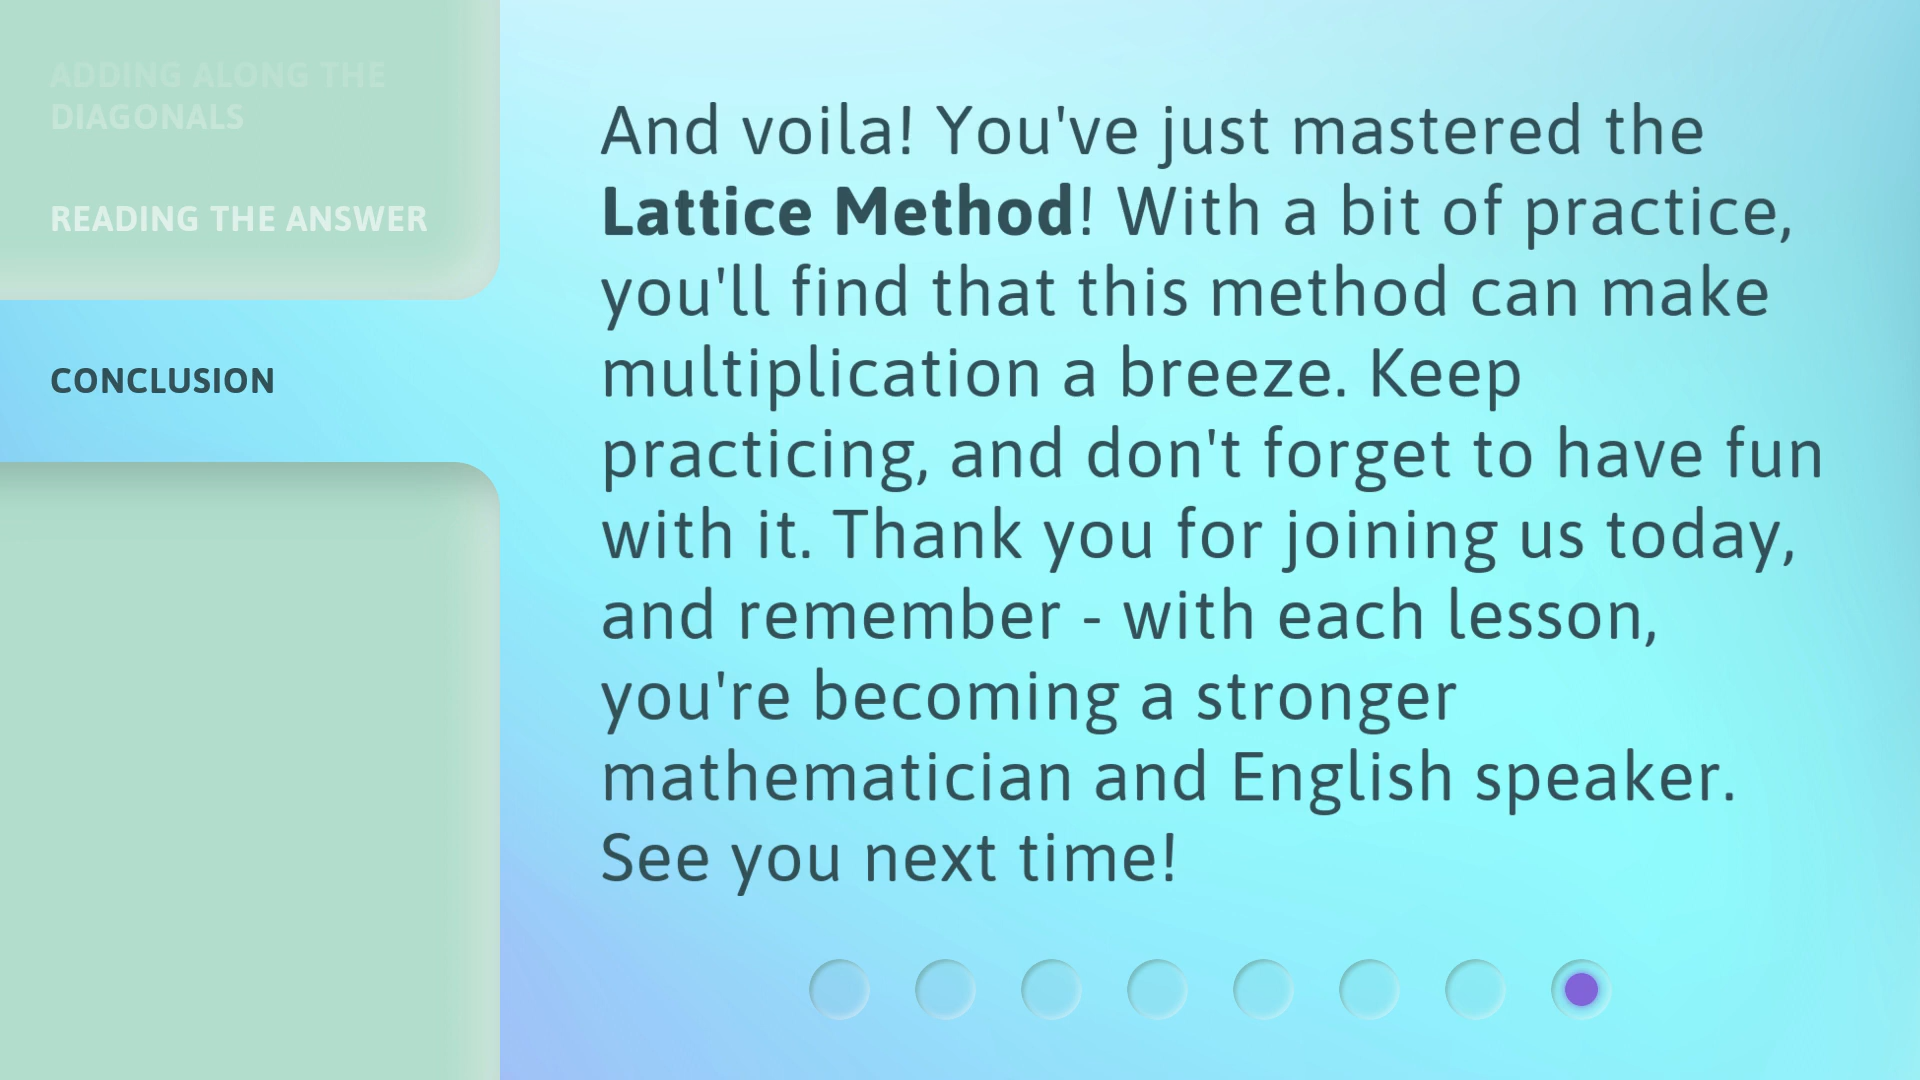 ADDING ALONG THE
DIAGONALS
READING THE ANSWER
CONCLUSION
And voila! You've just mastered the
Lattice Method! With a bit of practice,
you'll find that this method can make
multiplication a breeze. Keep
practicing, and don't forget to have fun
with it. Thank you for joining us today,
and remember - with each lesson,
you're becoming a stronger
mathematician and English speaker.
See you next time!